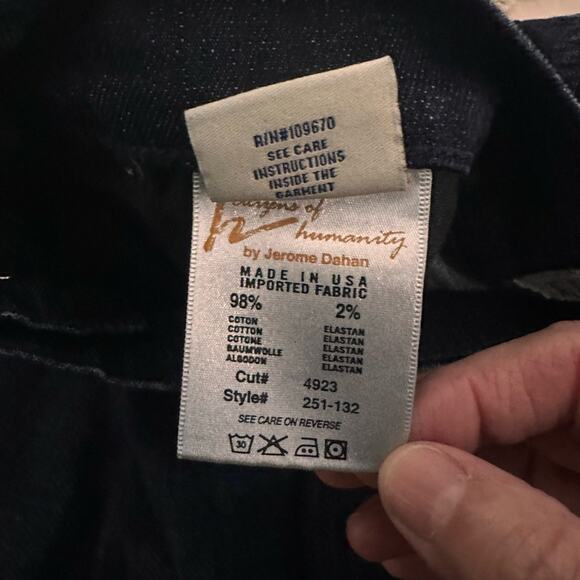 R/N#109670
SEE CARE
INSTRUCTIONS
INSIDE THE
GARMENT
citizens of
humanity
by Jerome Dahan
MADE IN USA
IMPORTED FABRIC
98% 2%
COTON ELASTAN
COTTON ELASTAN
COTONE ELASTAN
BAUMWOLLE ELASTAN
ALGODON ELASTAN
Cut# 4923
Style# 251-132
SEE CARE ON REVERSE
30